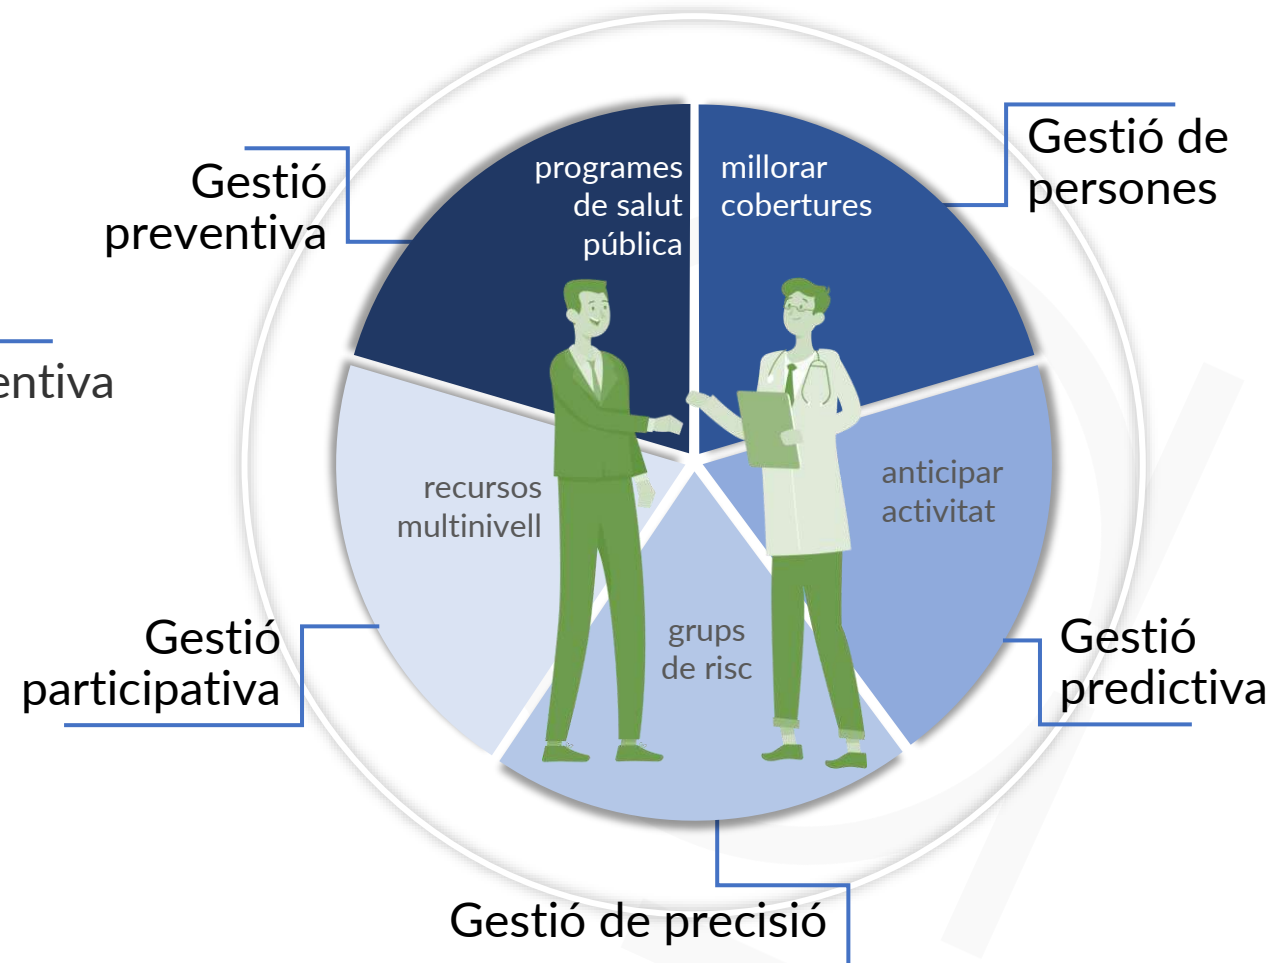 Gestió
preventiva
programes
de salut
pública
millorar
cobertures
Gestió de
persones
entiva
recursos
multinivell
anticipar
activitat
grups
de risc
Gestió
participativa
Gestió
predictiva
Gestió de precisió